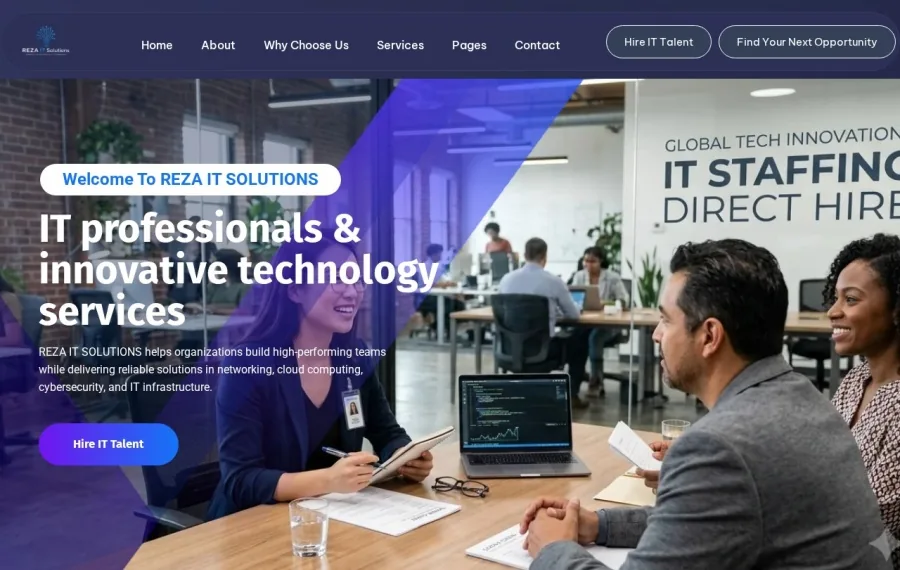 REZA IT Solutions
Home
About
Why Choose Us
Services
Pages
Contact
Hire IT Talent
Find Your Next Opportunity
GLOBAL TECH INNOVATION
IT STAFFING
DIRECT HIRE
Welcome To REZA IT SOLUTIONS
IT professionals &
innovative technology
services
REZA IT SOLUTIONS helps organizations build high-performing teams
while delivering reliable solutions in networking, cloud computing,
cybersecurity, and IT infrastructure.
Hire IT Talent